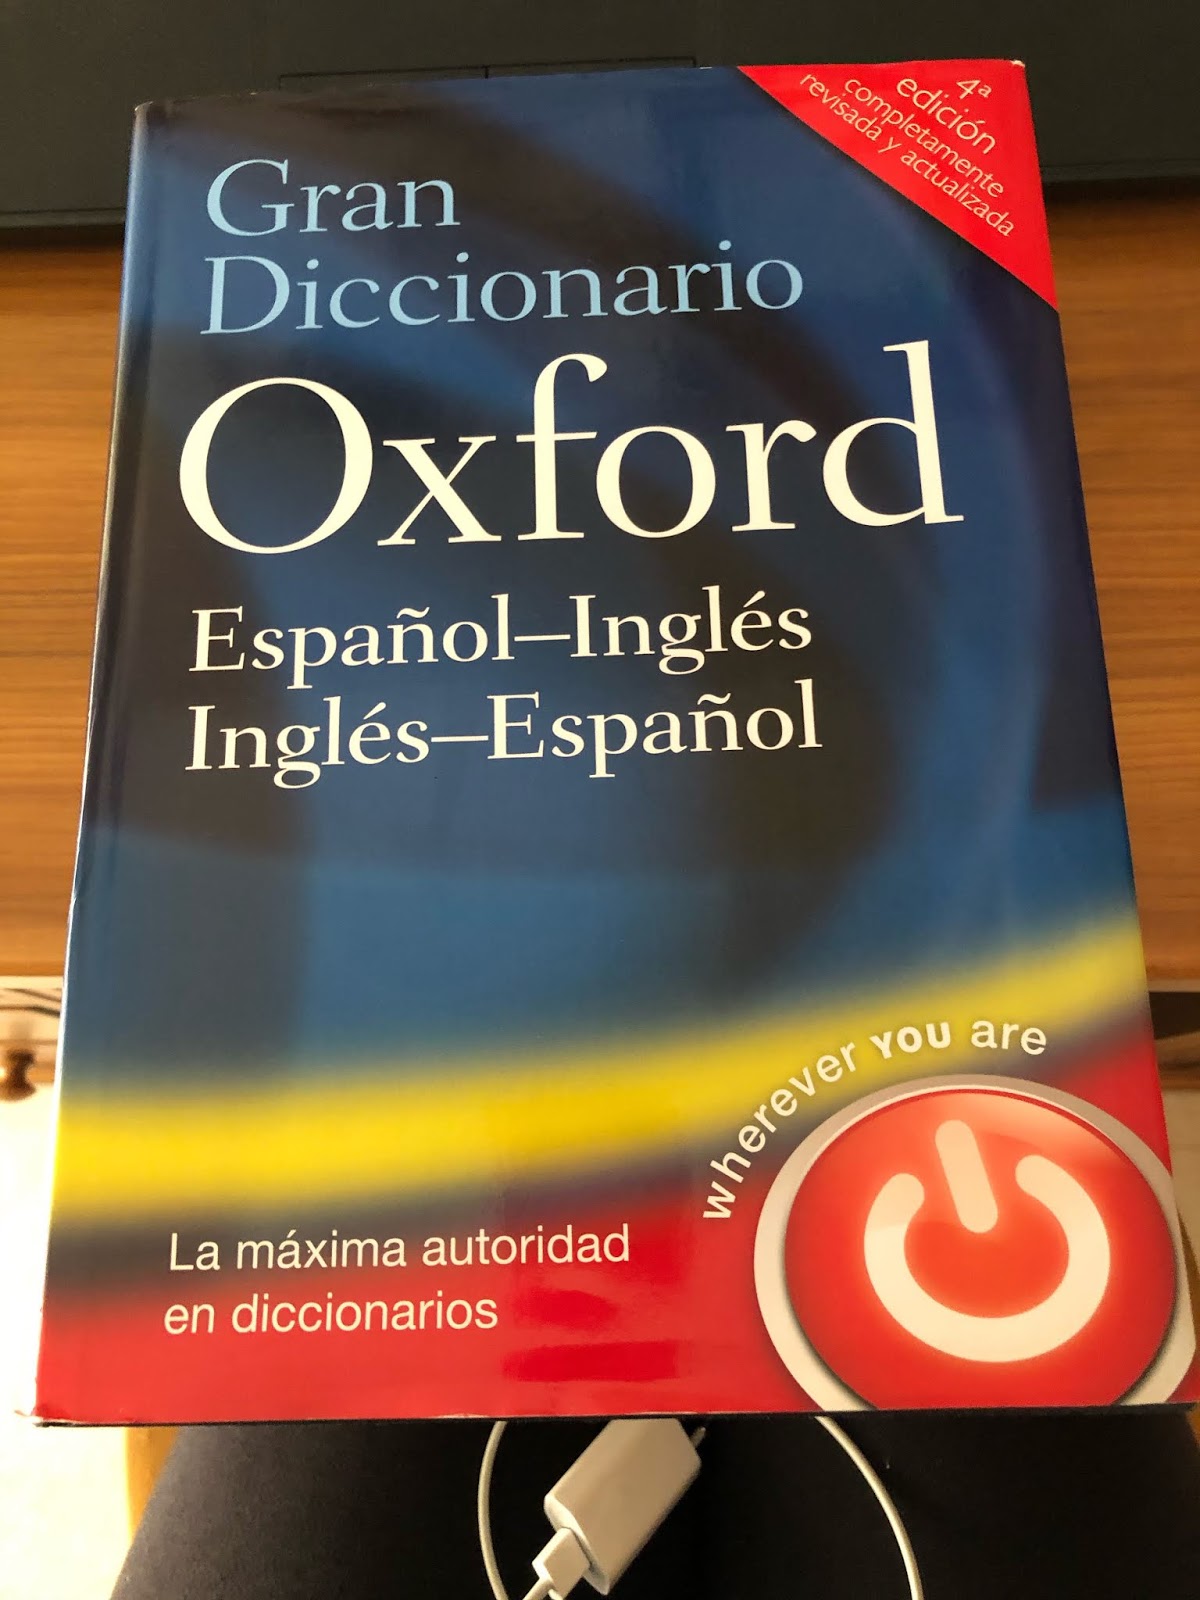 4ª
edición
completamente
revisada y actualizada
Gran
Diccionario
Oxford
Español–Inglés
Inglés–Español
wherever YOU are
La máxima autoridad
en diccionarios